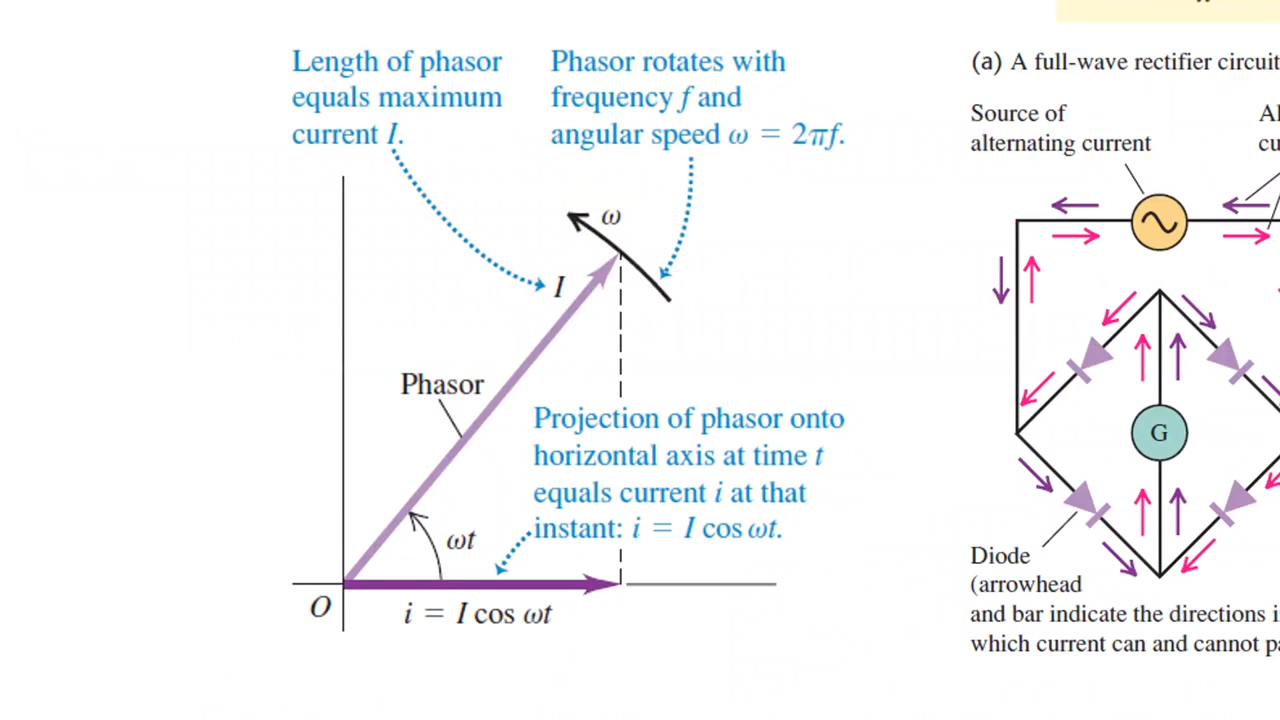 Length of phasor
equals maximum
current I.
Phasor rotates with
frequency f and
angular speed ω = 2πf.
ω
I
Phasor
Projection of phasor onto
horizontal axis at time t
equals current i at that
instant: i = I cos ωt.
ωt
O
i = I cos ωt
(a) A full-wave rectifier circuit
Source of
alternating current
G
Diode
(arrowhead
and bar indicate the directions
which current can and cannot